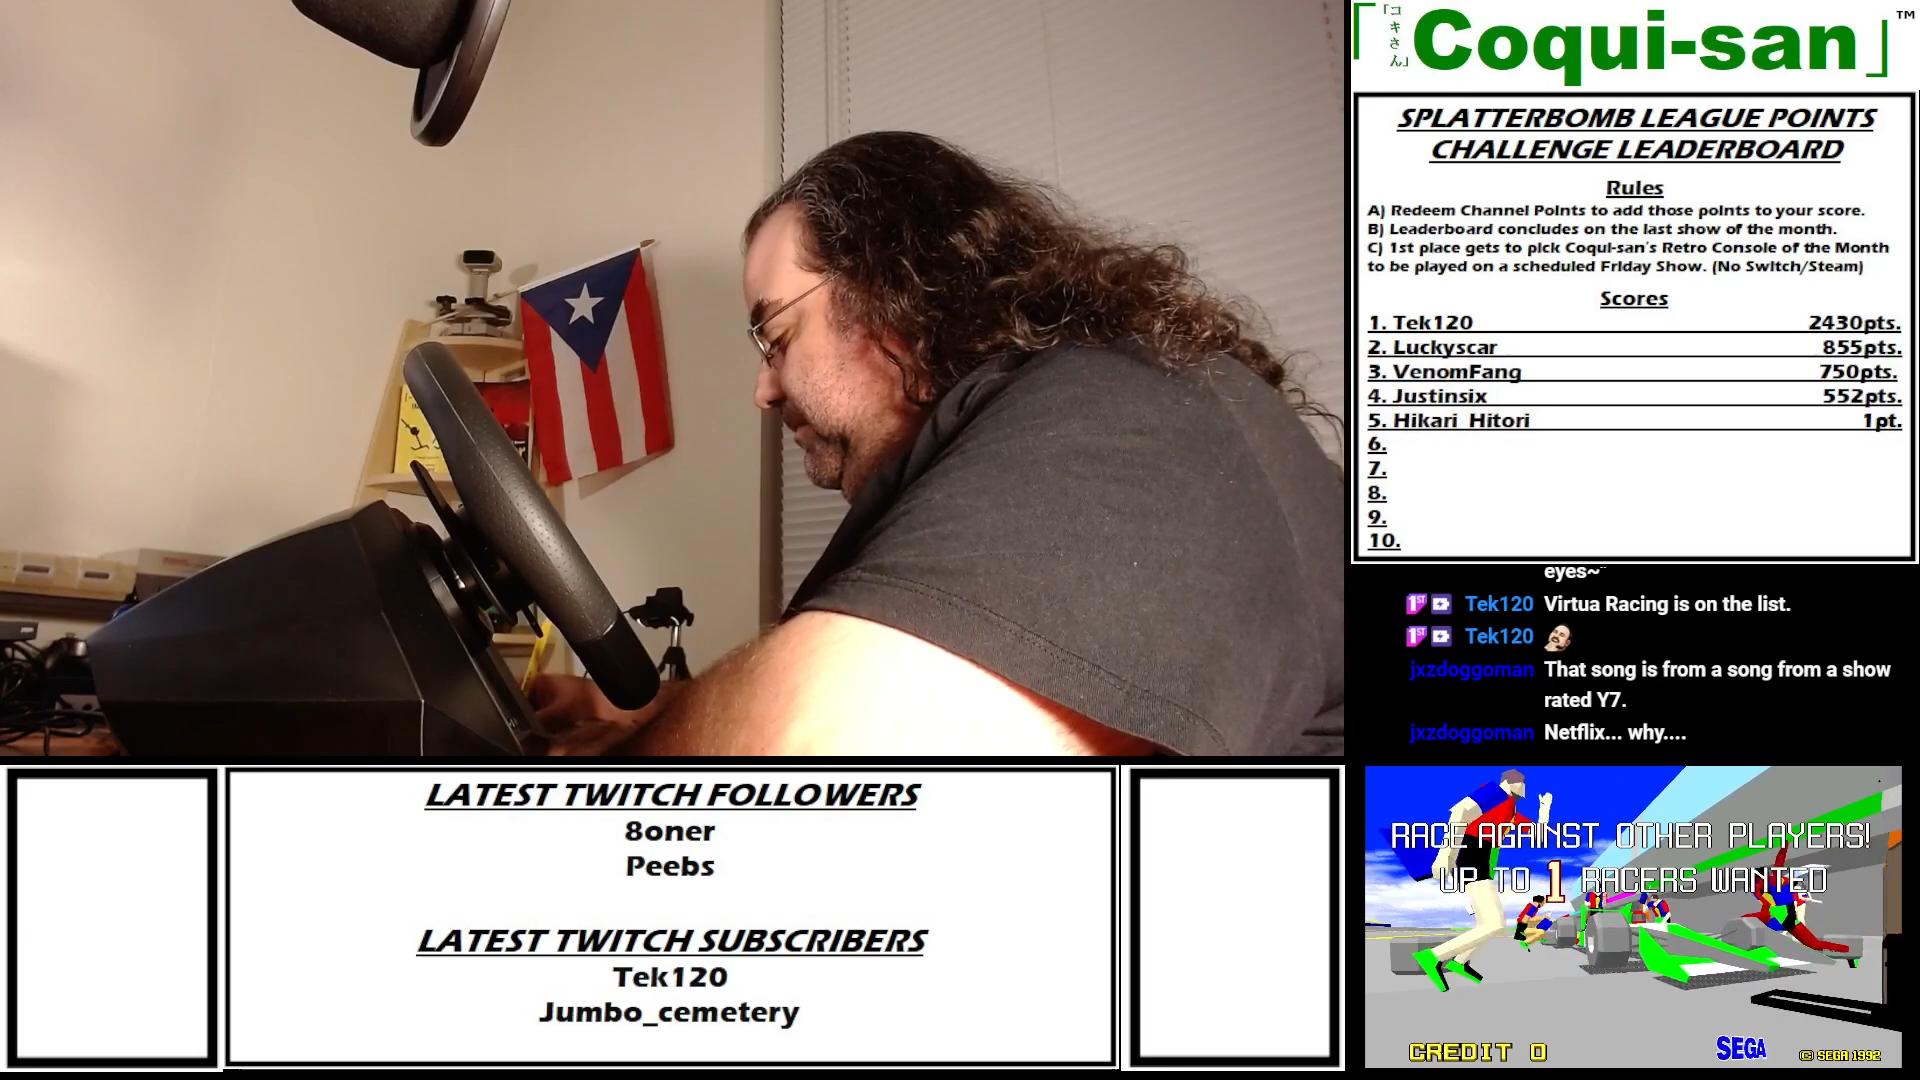 「コキさん」
「Coqui-san」™
SPLATTERBOMB LEAGUE POINTS
CHALLENGE LEADERBOARD
Rules
A) Redeem Channel Points to add those points to your score.
B) Leaderboard concludes on the last show of the month.
C) 1st place gets to pick Coqui-san's Retro Console of the Month
to be played on a scheduled Friday Show. (No Switch/Steam)
Scores
1. Tek120 2430pts.
2. Luckyscar 855pts.
3. VenomFang 750pts.
4. Justinsix 552pts.
5. Hikari_Hitori 1pt.
6.
7.
8.
9.
10.
eyes~"
1ST Tek120 Virtua Racing is on the list.
1ST Tek120
jxzdoggoman That song is from a song from a show
rated Y7.
jxzdoggoman Netflix... why....
RACE AGAINST OTHER PLAYERS!
UP TO 1 RACERS WANTED
CREDIT 0
SEGA
© SEGA 1992
LATEST TWITCH FOLLOWERS
8oner
Peebs
LATEST TWITCH SUBSCRIBERS
Tek120
Jumbo_cemetery